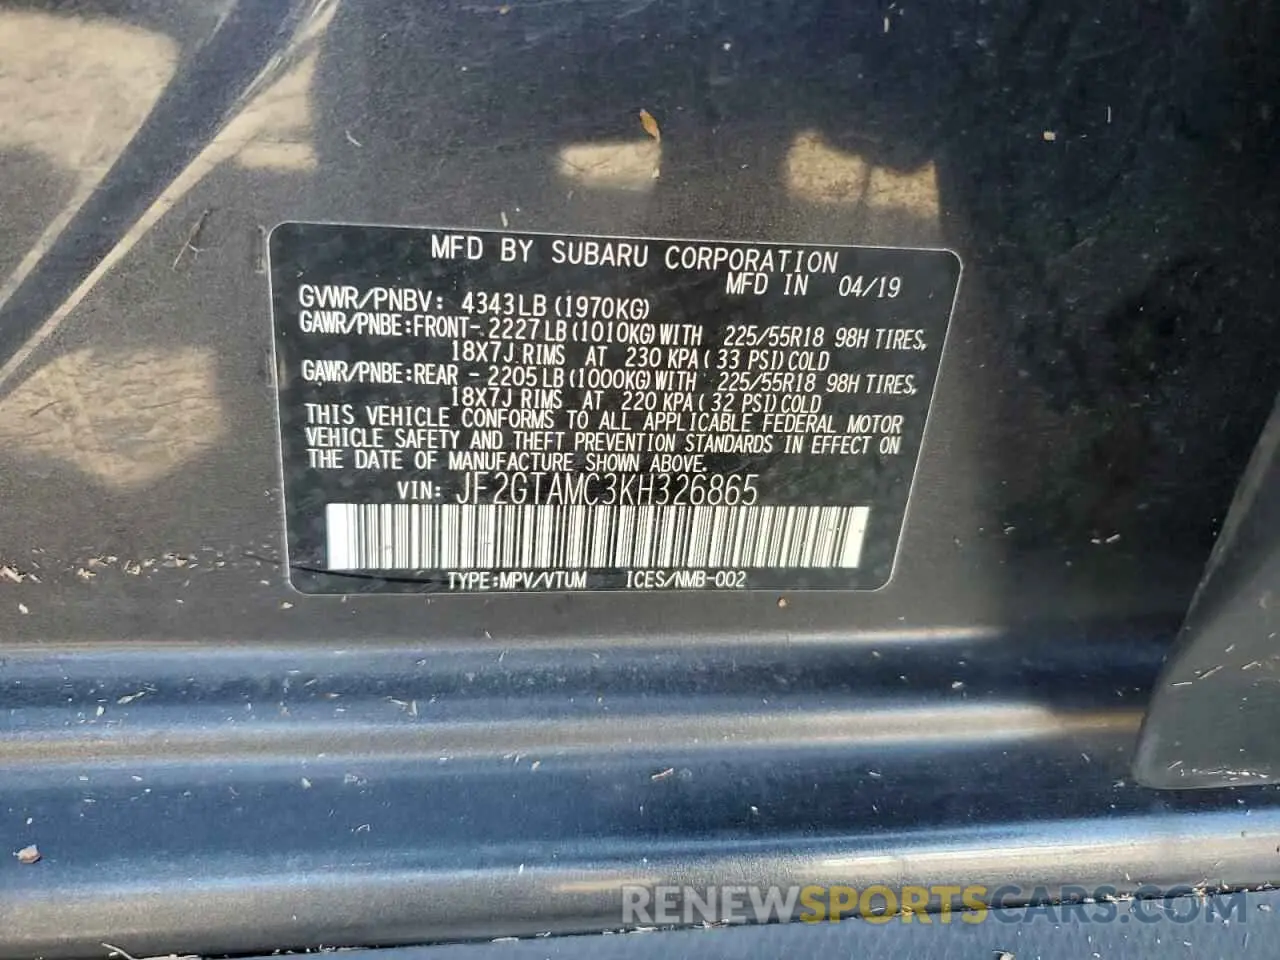 MFD BY SUBARU CORPORATION
MFD IN 04/19
GVWR/PNBV: 4343LB (1970KG)
GAWR/PNBE:FRONT- 2227LB (1010KG) WITH 225/55R18 98H TIRES,
18X7J RIMS AT 230 KPA ( 33 PSI) COLD
GAWR/PNBE:REAR - 2205LB (1000KG) WITH 225/55R18 98H TIRES,
18X7J RIMS AT 220 KPA ( 32 PSI) COLD
THIS VEHICLE CONFORMS TO ALL APPLICABLE FEDERAL MOTOR
VEHICLE SAFETY AND THEFT PREVENTION STANDARDS IN EFFECT ON
THE DATE OF MANUFACTURE SHOWN ABOVE.
VIN: JF2GTAMC3KH326865
TYPE:MPV/VTUM ICES/NMB-002
RENEWSPORTSCARS.COM